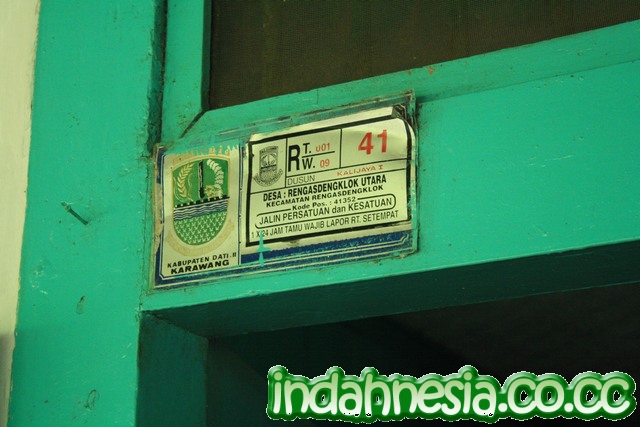 KABUPATEN DATI.II
KARAWANG
RT. 001
RW. 09
41
DUSUN KALIJAYA I
DESA : RENGASDENGKLOK UTARA
KECAMATAN RENGASDENGKLOK
Kode Pos. : 41352
JALIN PERSATUAN dan KESATUAN
1 X 24 JAM TAMU WAJIB LAPOR RT. SETEMPAT
indahnesia.co.cc